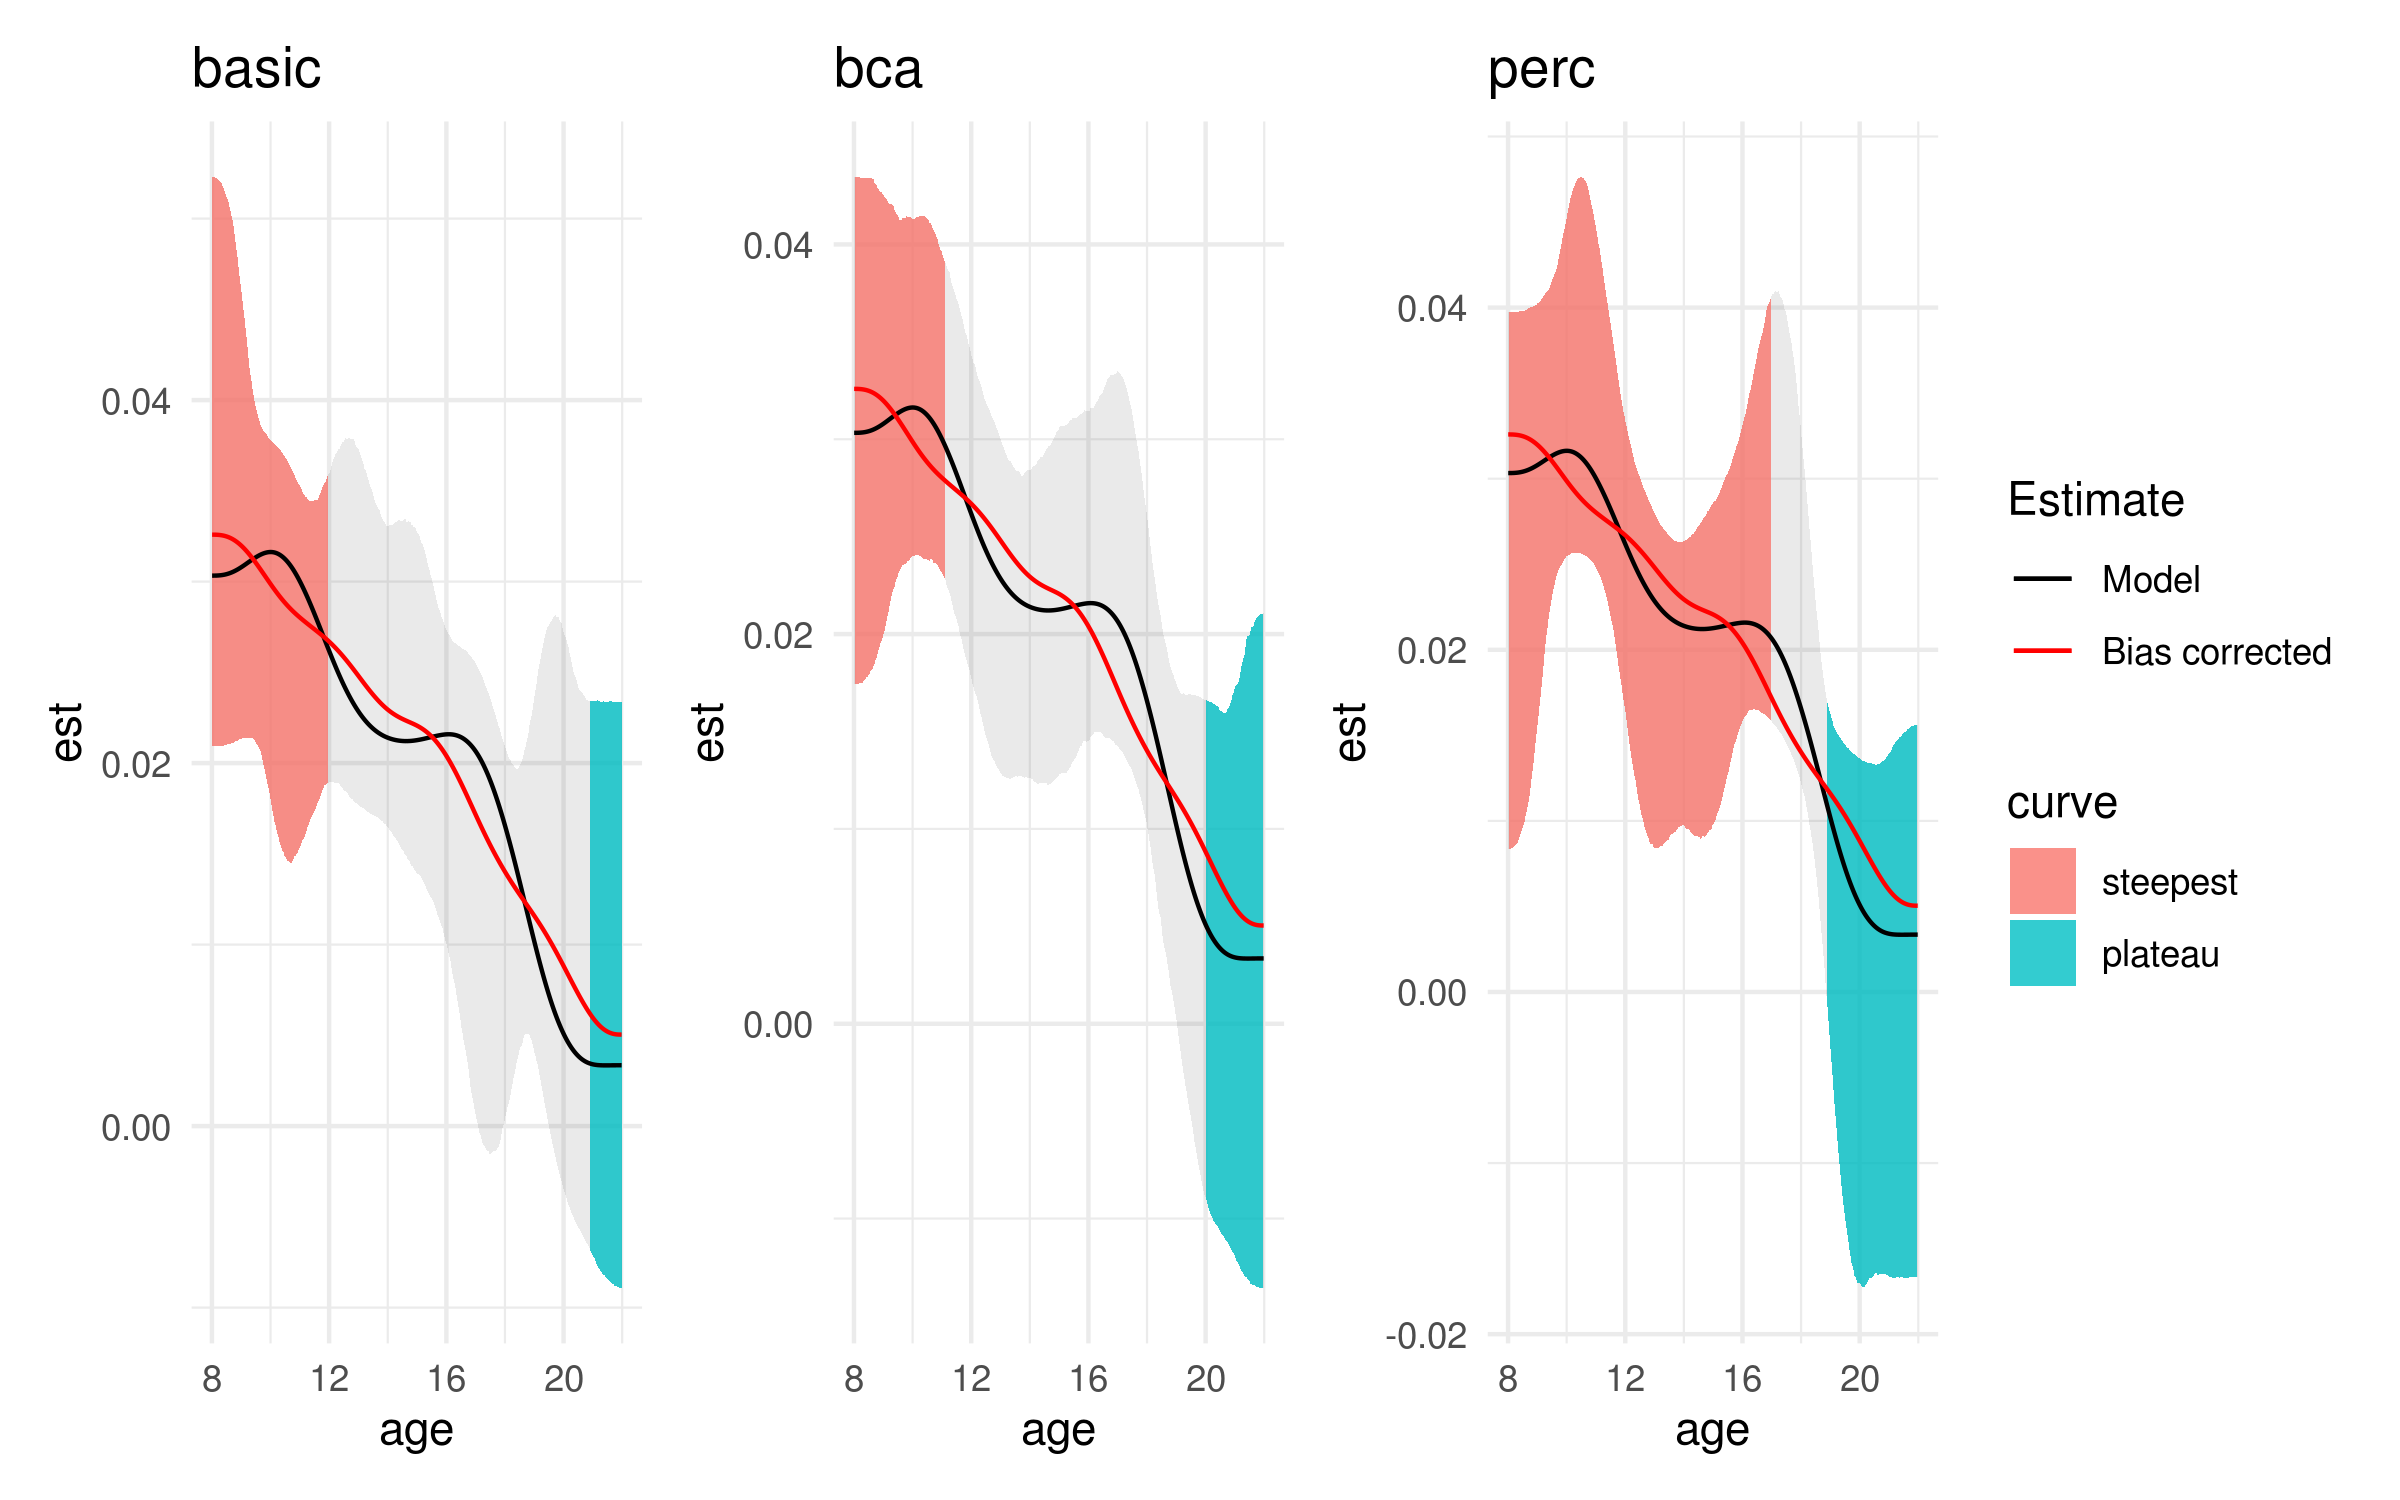 basic
bca
perc
est
0.04
0.02
0.00
8 12 16 20
age
est
0.04
0.02
0.00
8 12 16 20
age
est
0.04
0.02
0.00
-0.02
8 12 16 20
age
Estimate
Model
Bias corrected
curve
steepest
plateau